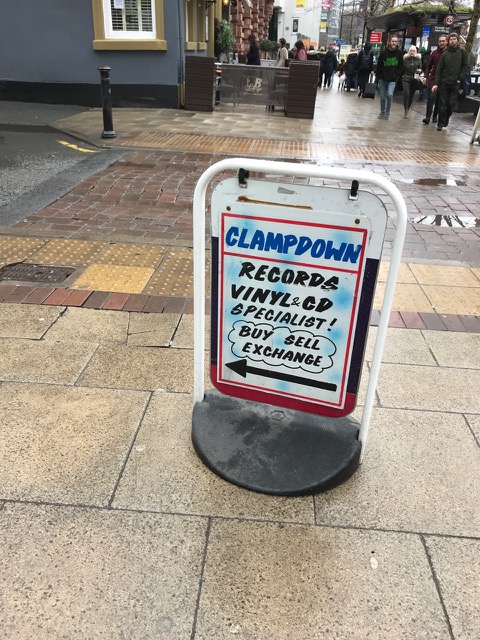 CLAMPDOWN
RECORDS
VINYL & CD
SPECIALIST!
BUY SELL
EXCHANGE